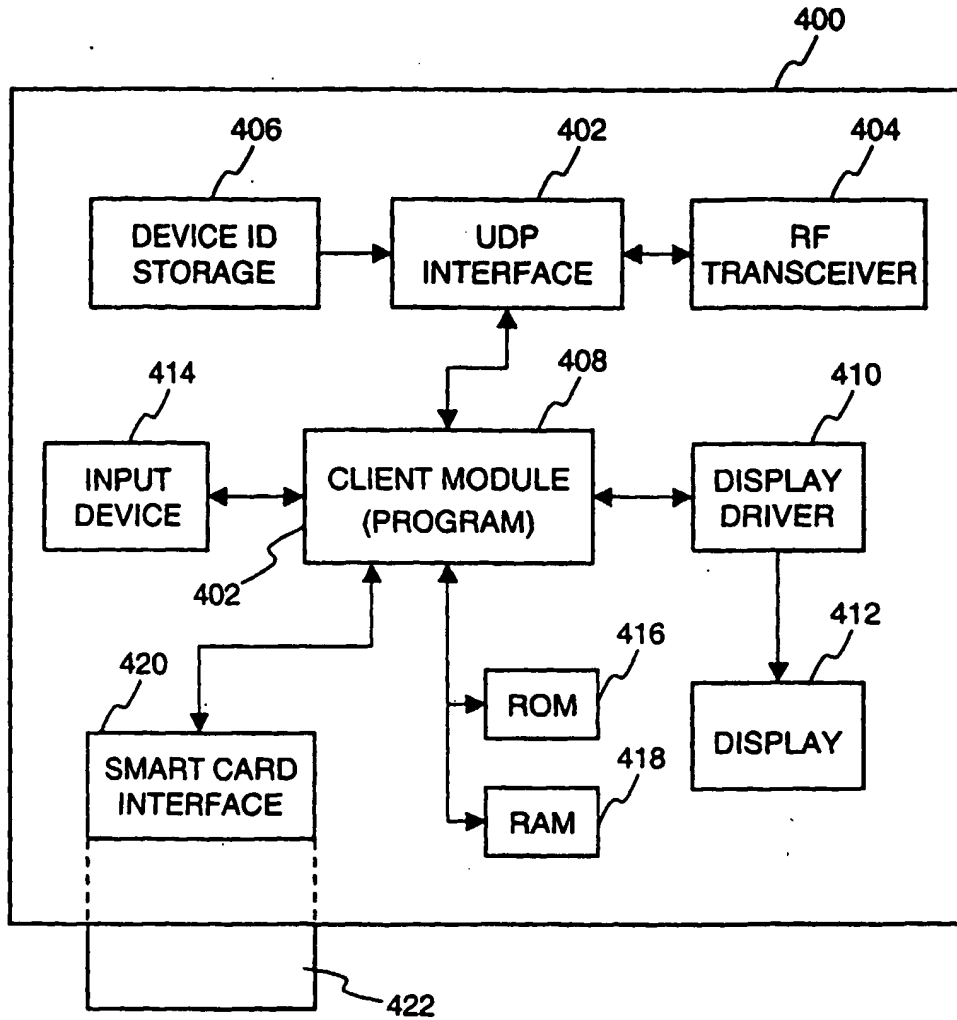 400
406
402
404
DEVICE ID
STORAGE
UDP
INTERFACE
RF
TRANSCEIVER
414
408
410
INPUT
DEVICE
CLIENT MODULE
(PROGRAM)
DISPLAY
DRIVER
402
420
416
412
SMART CARD
INTERFACE
ROM
DISPLAY
418
RAM
422